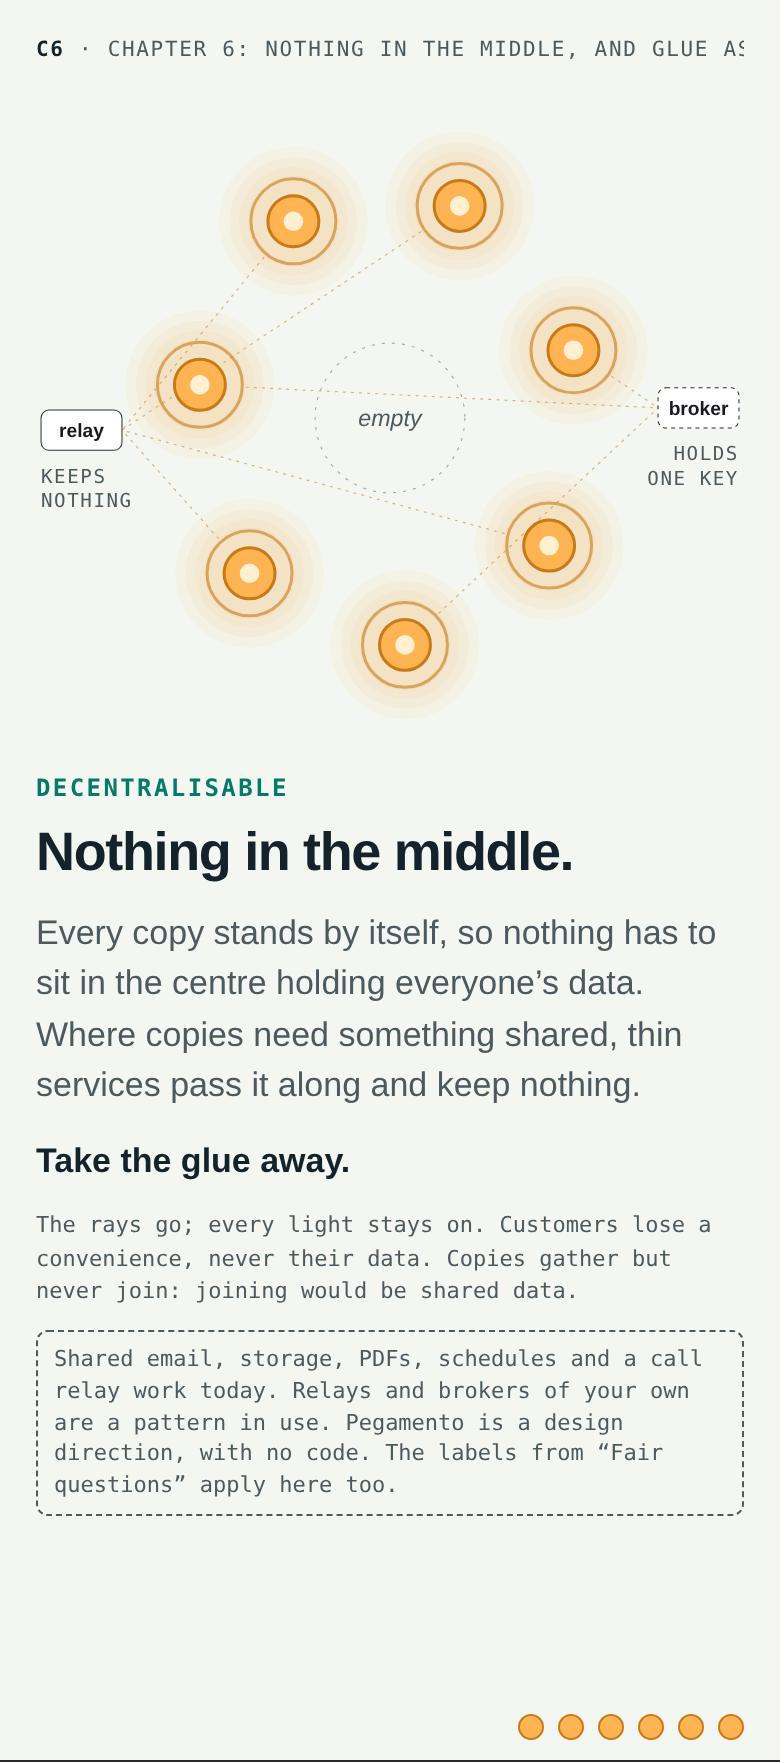 C6 · CHAPTER 6: NOTHING IN THE MIDDLE, AND GLUE
empty
relay
KEEPS
NOTHING
broker
HOLDS
ONE KEY
DECENTRALISABLE
Nothing in the middle.
Every copy stands by itself, so nothing has to
sit in the centre holding everyone’s data.
Where copies need something shared, thin
services pass it along and keep nothing.
Take the glue away.
The rays go; every light stays on. Customers lose a
convenience, never their data. Copies gather but
never join: joining would be shared data.
Shared email, storage, PDFs, schedules and a call
relay work today. Relays and brokers of your own
are a pattern in use. Pegamento is a design
direction, with no code. The labels from “Fair
questions” apply here too.